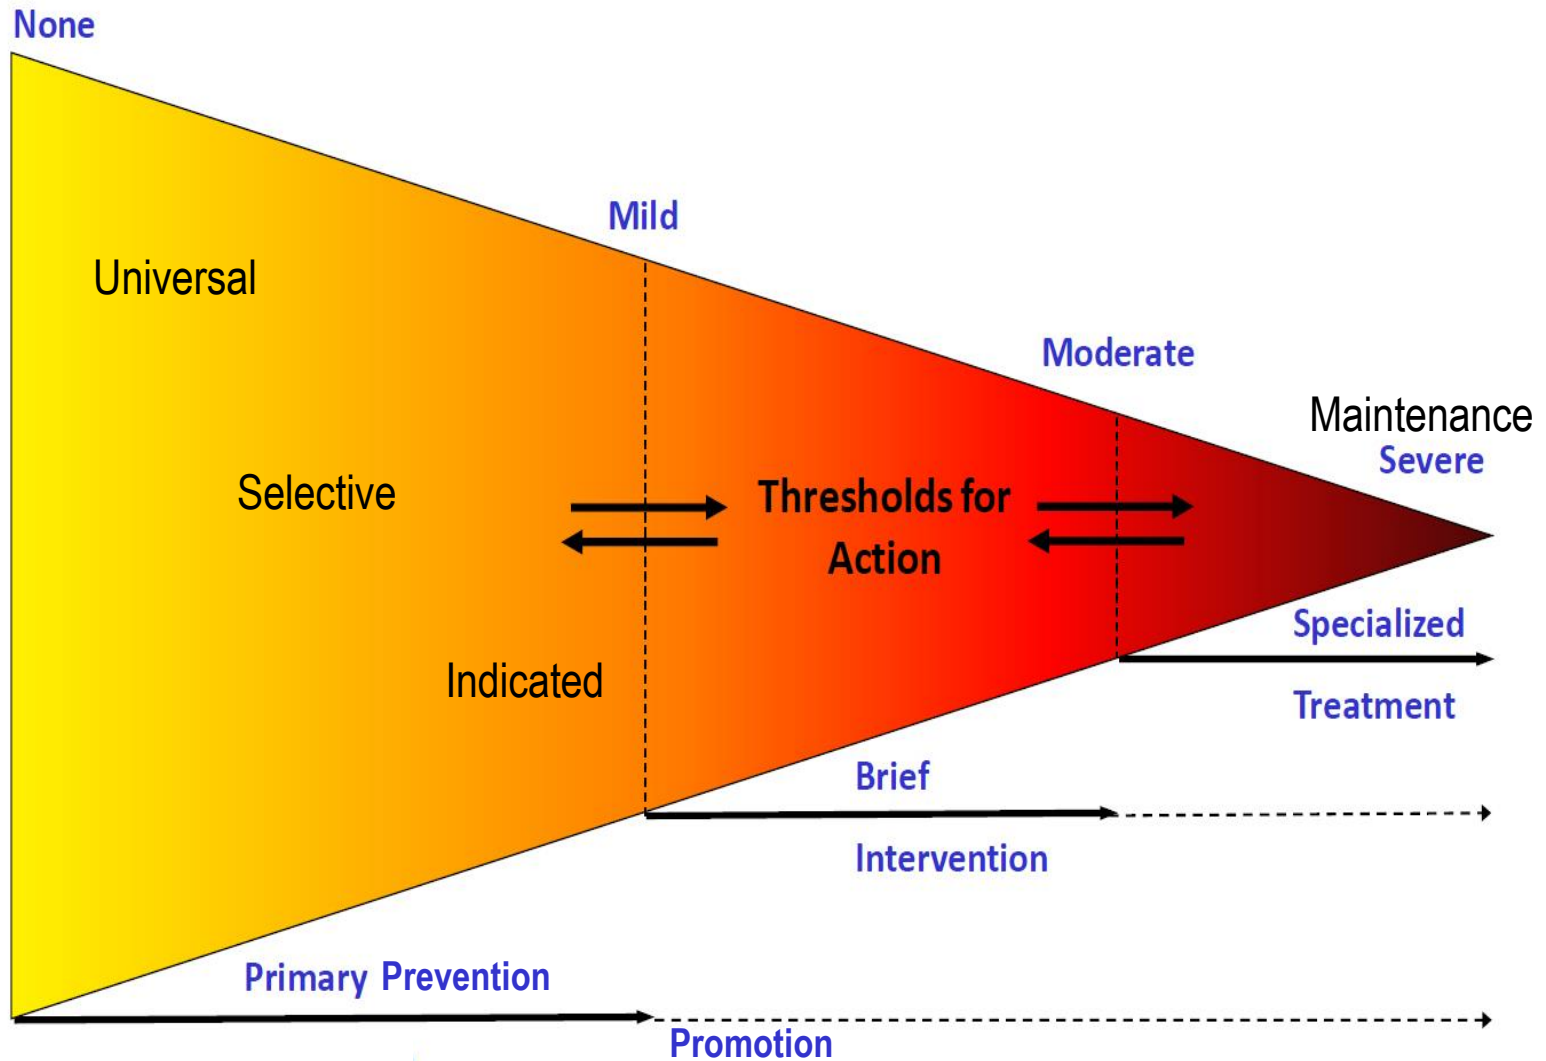 None
Mild
Universal
Moderate
Maintenance
Severe
Selective
Thresholds for
Action
Specialized
Treatment
Indicated
Brief
Intervention
Primary Prevention
Promotion